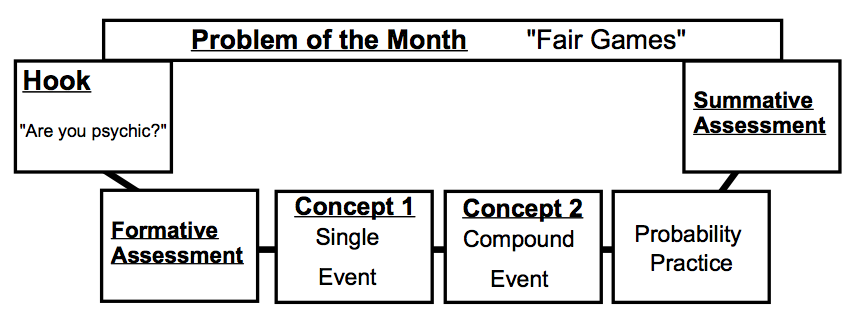 Problem of the Month "Fair Games"
Hook
"Are you psychic?"
Formative
Assessment
Concept 1
Single
Event
Concept 2
Compound
Event
Probability
Practice
Summative
Assessment